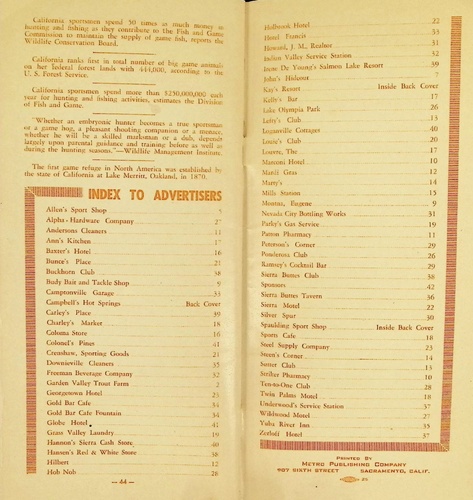 California sportsmen spend 50 times as much money in
hunting and fishing as they contribute to the Fish and Game
Commission to maintain the supply of game fish, reports the
Wildlife Conservation Board.
California ranks first in total number of big game animals
on her federal forest lands with 444,000, according to the
U. S. Forest Service.
California sportsmen spend more than $250,000,000 each
year for hunting and fishing activities, estimates the Division
of Fish and Game.
"Whether an embryonic hunter becomes a true sportsman
or a game hog, a pleasant shooting companion or a menace,
whether he will be a skilled marksman or a dub, depends
largely upon parental guidance and training before as well as
during the hunting seasons."—Wildlife Management Institute.
The first game refuge in North America was established by
the state of California at Lake Merritt, Oakland, in 1870.
INDEX TO ADVERTISERS
Allen's Sport Shop
Alpha Hardware Company 27
Andersons Cleaners 11
Ann's Kitchen 17
Baxter's Hotel 16
Bunce's Place 21
Buckhorn Club 38
Budy Bait and Tackle Shop 9
Camptonville Garage 33
Campbell's Hot Springs Back Cover
Carley's Place 39
Charley's Market 18
Coloma Store 16
Colonel's Pines 41
Crenshaw, Sporting Goods 21
Downieville Cleaners 35
Freeman Beverage Company 32
Garden Valley Trout Farm 2
Georgetown Hotel 23
Gold Bar Cafe 34
Gold Bar Cafe Fountain 34
Globe Hotel 41
Grass Valley Laundry 19
Hannon's Sierra Cash Store 40
Hansen's Red & White Store 38
Hilbert 12
Hob Nob 28
— 44 —
Holbrook Hotel 22
Hotel Francis 33
Howard, J. M., Realtor 31
Indian Valley Service Station 32
Irene De Young's Salmon Lake Resort 39
John's Hideout 7
Kay's Resort Inside Back Cover
Kelly's Bar 17
Lake Olympia Park 26
Lefty's Club 13
Loganville Cottages 40
Louie's Club 20
Louvre, The 17
Marconi Hotel 10
Mardi Gras 12
Marty's 14
Mills Station 15
Moreau, Eugene 9
Nevada City Bottling Works 31
Parky's Gas Service 19
Patton Pharmacy 11
Peterson's Corner 29
Ponderosa Club 26
Ramsey's Cocktail Bar 29
Sierra Buttes Club 38
Sponsors 42
Sierra Buttes Tavern 36
Sierra Motel 22
Silver Spur 30
Spaulding Sport Shop Inside Back Cover
Sports Cafe 18
Steel Supply Company 23
Steen's Corner 14
Sutter Club 13
Striker Pharmacy 10
Ten-to-One Club 28
Twin Palms Motel 18
Underwood's Service Station 37
Wildwood Motel 27
Yuba River Inn 35
Zerloff Hotel 37
PRINTED BY
METRO PUBLISHING COMPANY
907 SIXTH STREET SACRAMENTO, CALIF.